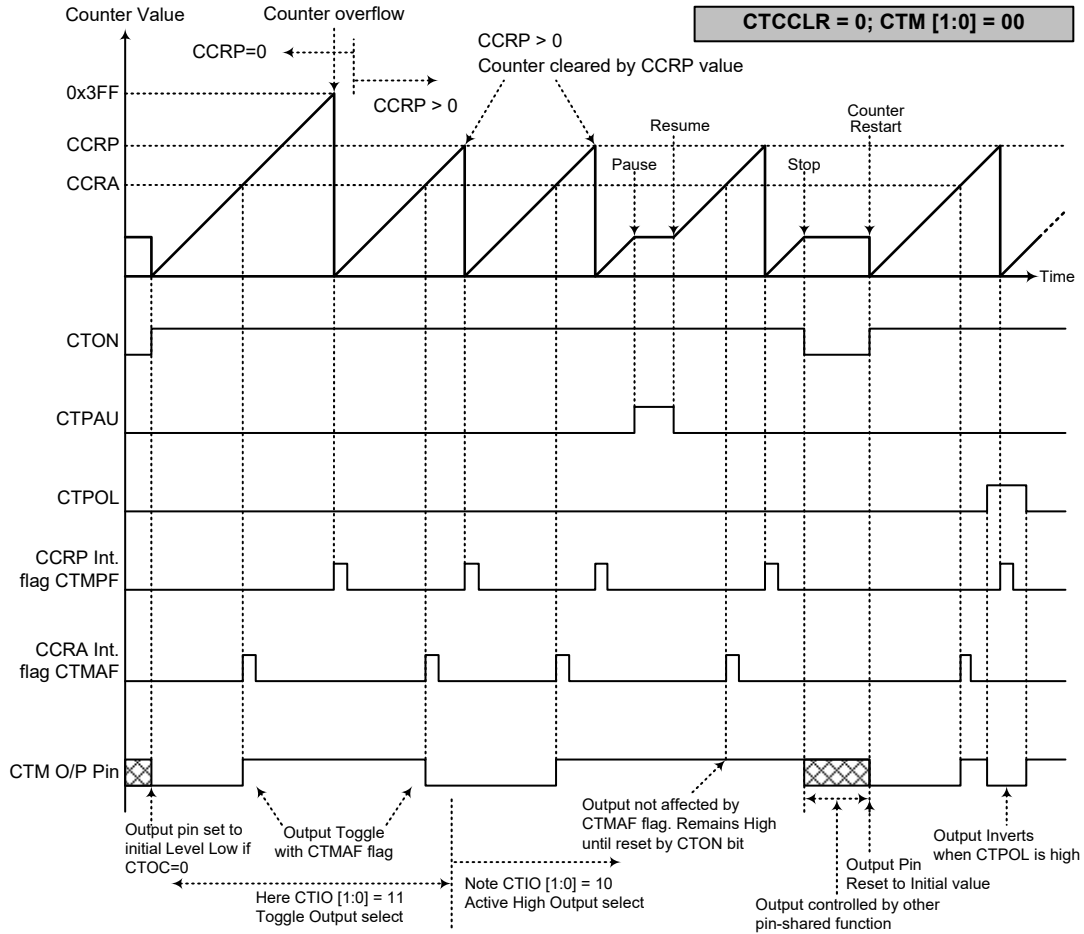 Counter Value
Counter overflow
CTCCLR = 0; CTM [1:0] = 00
CCRP=0
CCRP > 0
CCRP > 0
Counter cleared by CCRP value
0x3FF
CCRP
CCRA
Pause
Resume
Stop
Counter
Restart
Time
CTON
CTPAU
CTPOL
CCRP Int.
flag CTMPF
CCRA Int.
flag CTMAF
CTM O/P Pin
Output pin set to
initial Level Low if
CTOC=0
Output Toggle
with CTMAF flag
Here CTIO [1:0] = 11
Toggle Output select
Note CTIO [1:0] = 10
Active High Output select
Output not affected by
CTMAF flag. Remains High
until reset by CTON bit
Output controlled by other
pin-shared function
Output Pin
Reset to Initial value
Output Inverts
when CTPOL is high